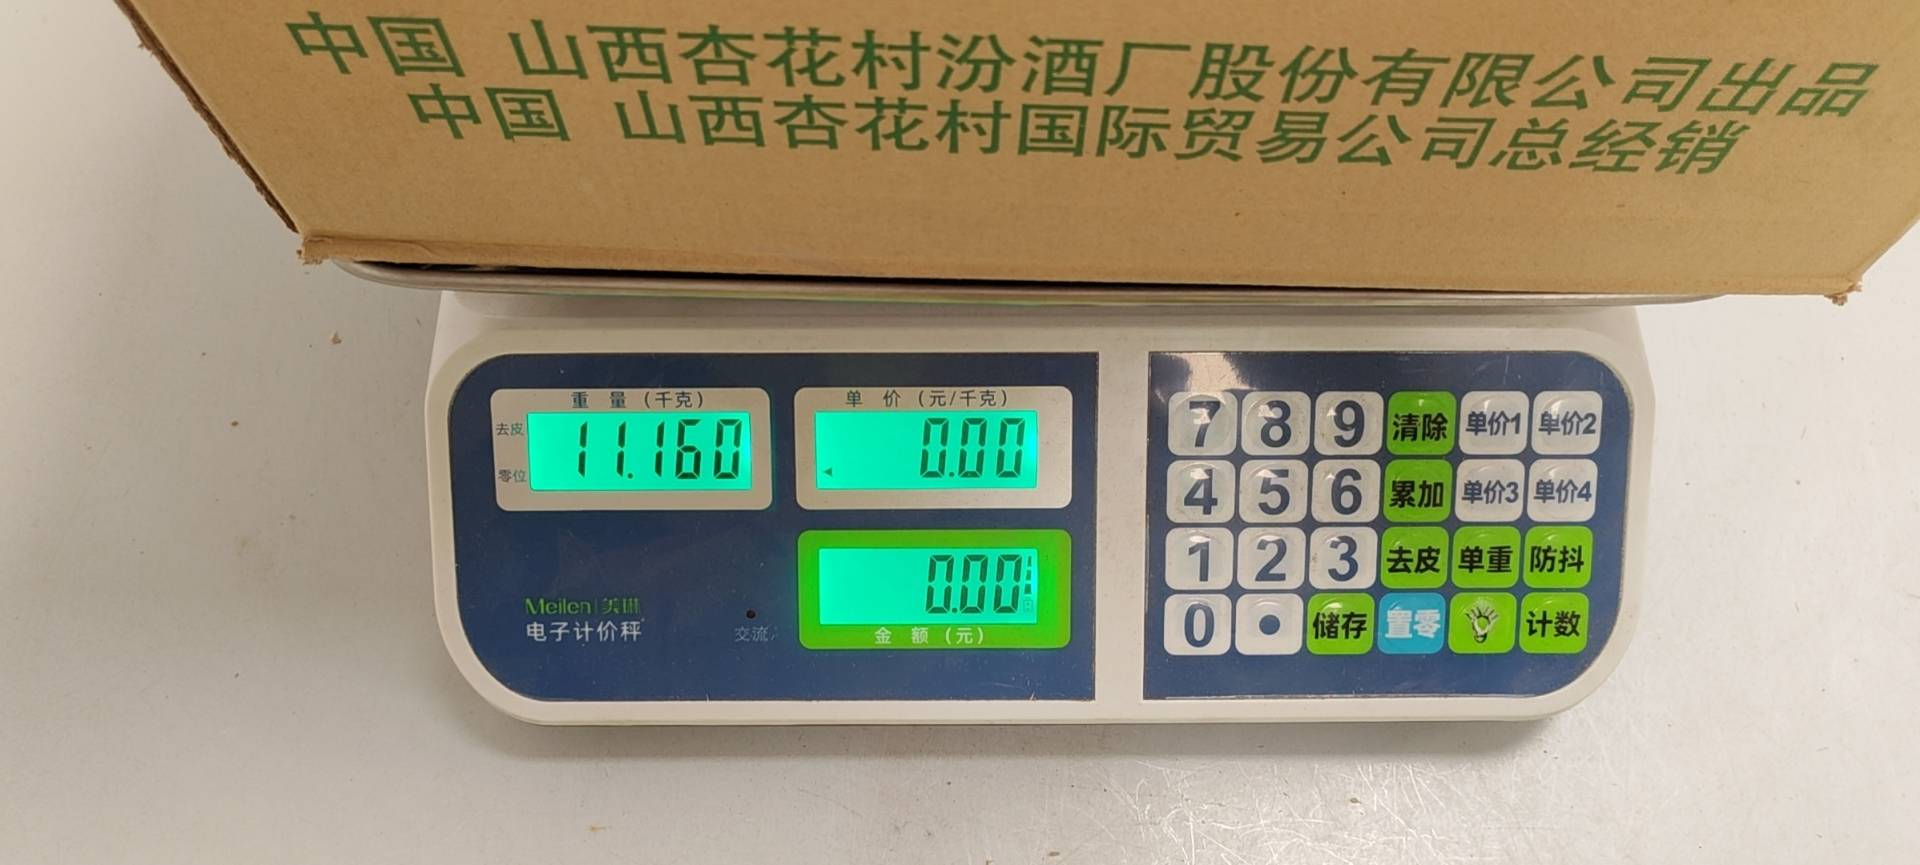 中国 山西杏花村汾酒厂股份有限公司出品
中国 山西杏花村国际贸易公司总经销
重 量 (千克)
去皮
零位
11.160
单 价 (元/千克)
0.00
0.00
金 额 (元)
Meilen|美琳
电子计价秤
交流
7 8 9 清除 单价1 单价2
4 5 6 累加 单价3 单价4
1 2 3 去皮 单重 防抖
0 • 储存 置零 计数